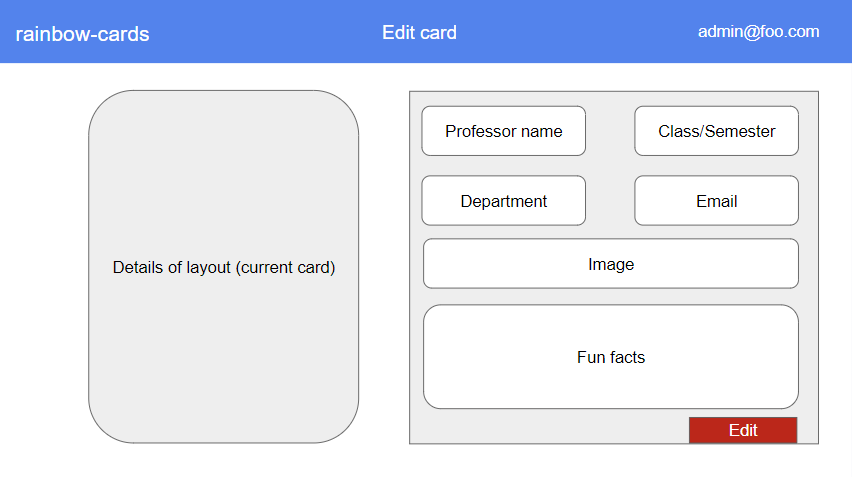 rainbow-cards
Edit card
admin@foo.com
Details of layout (current card)
Professor name
Class/Semester
Department
Email
Image
Fun facts
Edit